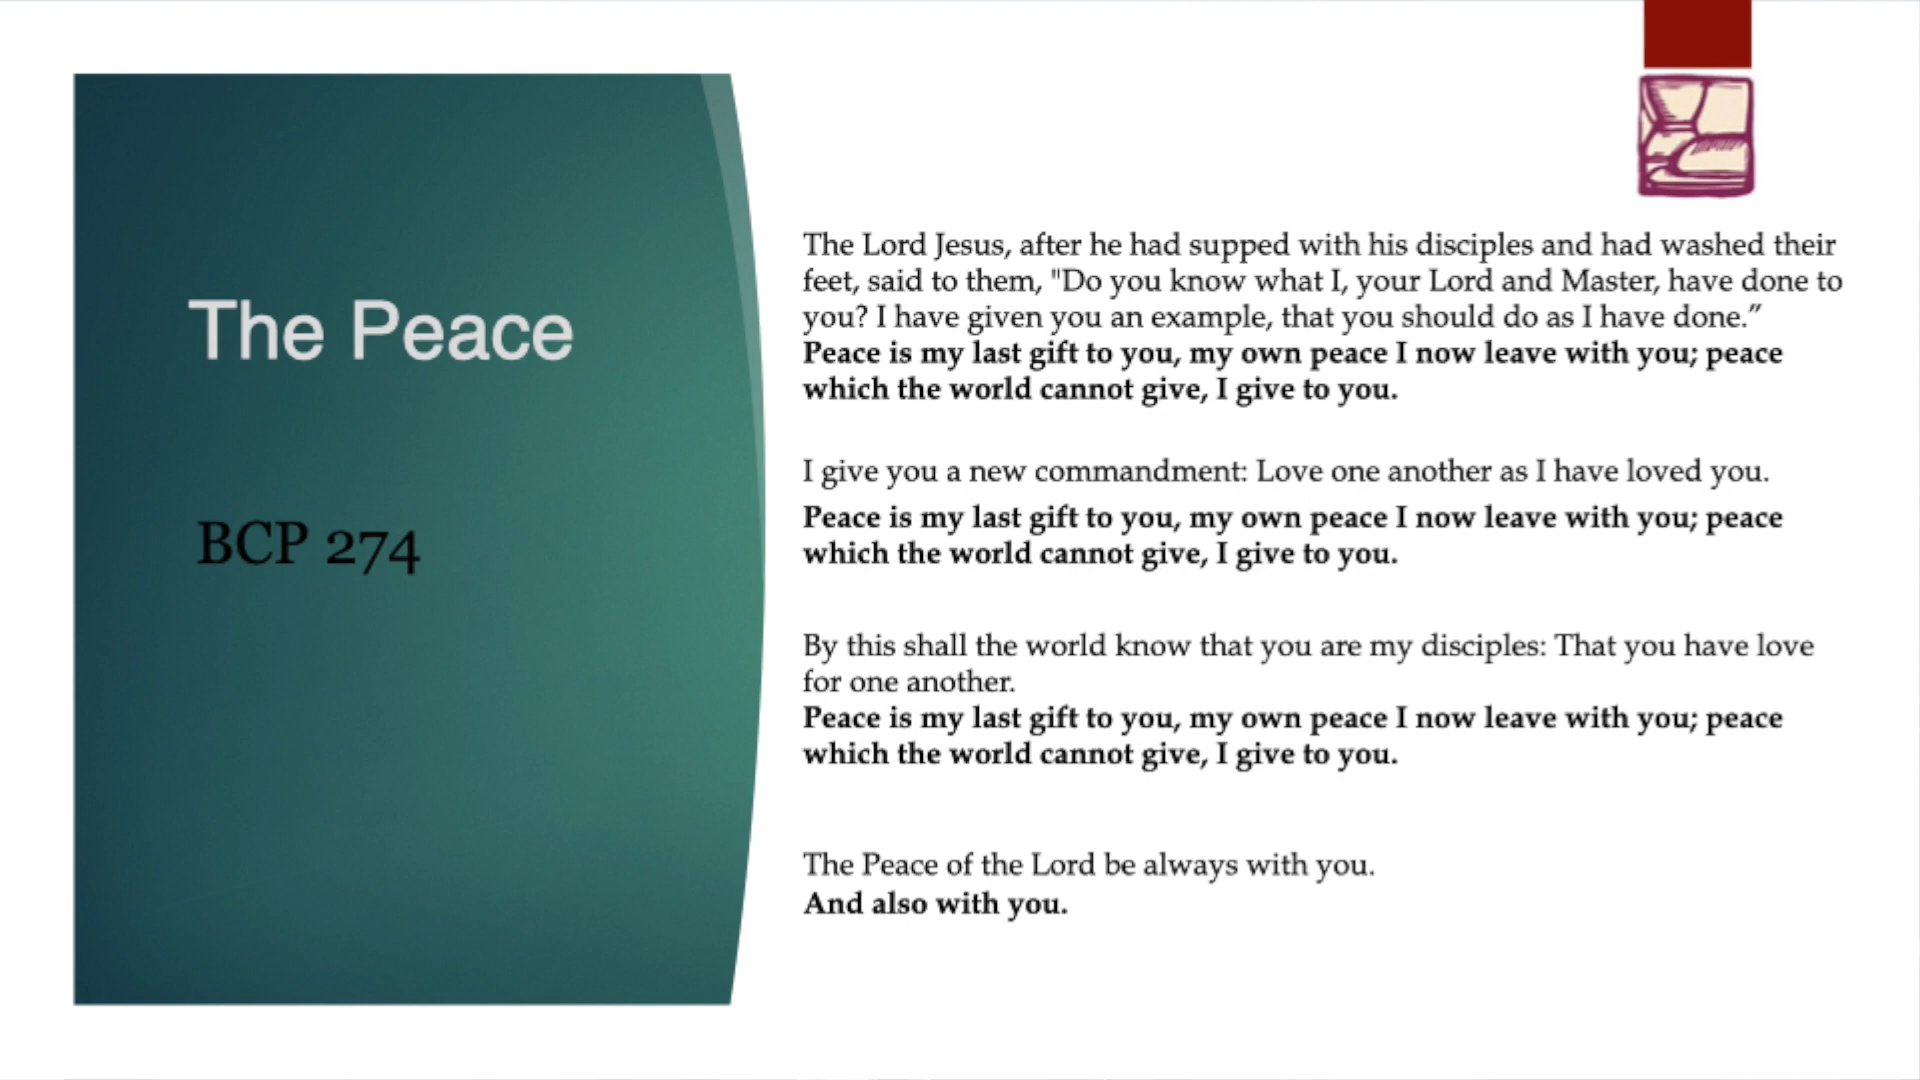 The Peace
BCP 274
The Lord Jesus, after he had supped with his disciples and had washed their
feet, said to them, "Do you know what I, your Lord and Master, have done to
you? I have given you an example, that you should do as I have done.”
Peace is my last gift to you, my own peace I now leave with you; peace
which the world cannot give, I give to you.
I give you a new commandment: Love one another as I have loved you.
Peace is my last gift to you, my own peace I now leave with you; peace
which the world cannot give, I give to you.
By this shall the world know that you are my disciples: That you have love
for one another.
Peace is my last gift to you, my own peace I now leave with you; peace
which the world cannot give, I give to you.
The Peace of the Lord be always with you.
And also with you.